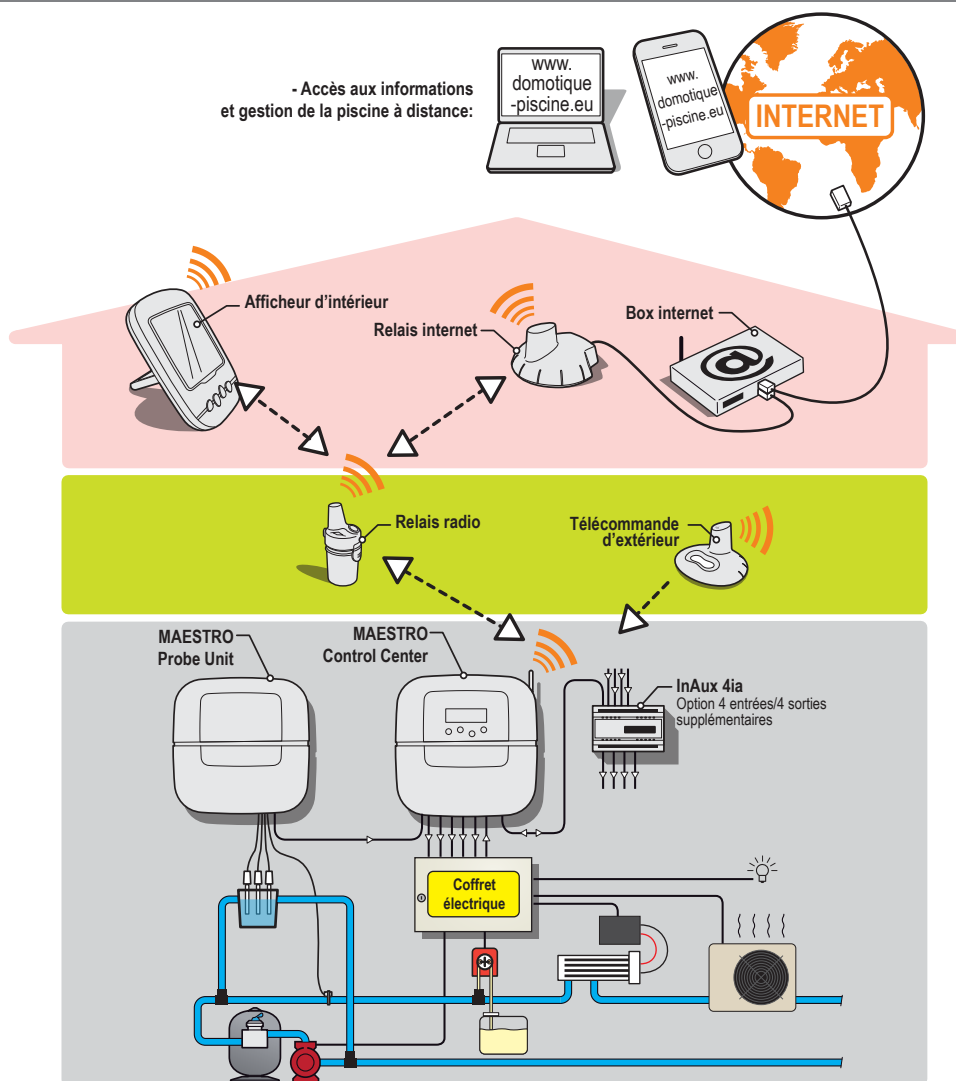 - Accès aux informations
et gestion de la piscine à distance:
www.
domotique
-piscine.eu
www.
domotique
-piscine.eu
INTERNET
Afficheur d'intérieur
Relais internet
Box internet
@
Relais radio
Télécommande
d'extérieur
MAESTRO
Probe Unit
MAESTRO
Control Center
InAux 4ia
Option 4 entrées/4 sorties
supplémentaires
Coffret
électrique